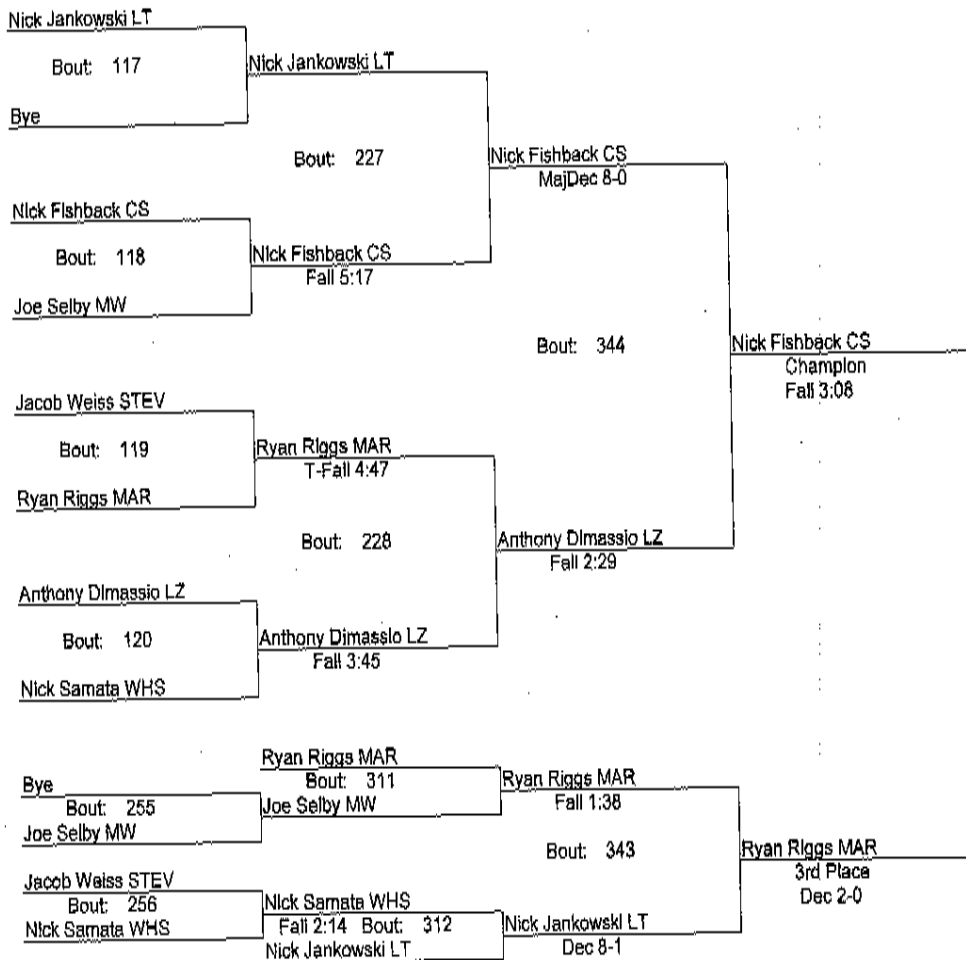 Nick Jankowski LT
Bout: 117
Nick Jankowski LT
Bye
Bout: 227
Nick Fishback CS
MajDec 8-0
Nick Fishback CS
Bout: 118
Nick Fishback CS
Fall 5:17
Joe Selby MW
Bout: 344
Nick Fishback CS
Champion
Fall 3:08
Jacob Weiss STEV
Bout: 119
Ryan Riggs MAR
T-Fall 4:47
Ryan Riggs MAR
Bout: 228
Anthony Dimassio LZ
Fall 2:29
Anthony Dimassio LZ
Bout: 120
Anthony Dimassio LZ
Fall 3:45
Nick Samata WHS
Ryan Riggs MAR
Bout: 311
Ryan Riggs MAR
Fall 1:38
Bye
Bout: 255
Joe Selby MW
Joe Selby MW
Bout: 343
Ryan Riggs MAR
3rd Place
Dec 2-0
Jacob Weiss STEV
Bout: 256
Nick Samata WHS
Nick Samata WHS
Fall 2:14 Bout: 312
Nick Jankowski LT
Dec 8-1
Nick Jankowski LT